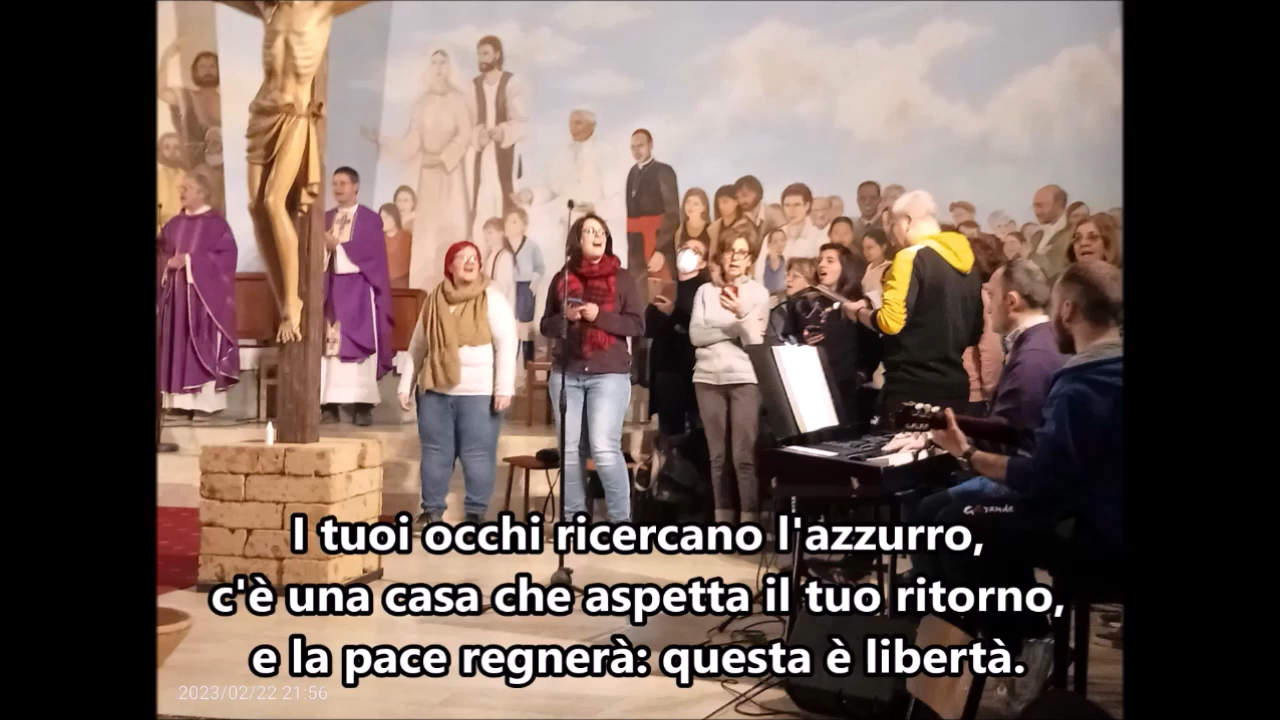 I tuoi occhi ricercano l'azzurro,
c'è una casa che aspetta il tuo ritorno,
e la pace regnerà: questa è libertà.
2023/02/22 21:56